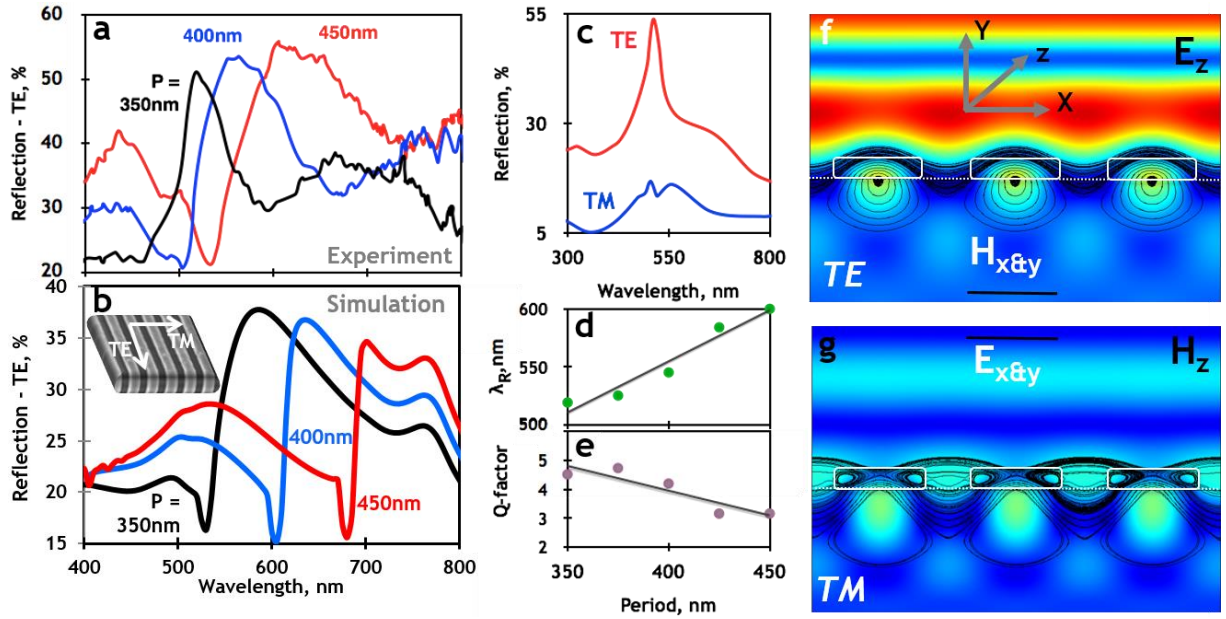 a
60
50
40
30
20
Reflection - TE, %
400nm
450nm
P =
350nm
Experiment
b
40
35
30
25
20
15
Reflection - TE, %
Simulation
TE
TM
400nm
450nm
P =
350nm
400
500
600
700
800
Wavelength, nm
c
55
30
5
Reflection, %
TE
TM
300
550
800
Wavelength, nm
d
600
550
500
λR,nm
e
5
4
3
2
Q-factor
350
400
450
Period, nm
f
Ez
Y
z
X
Hx&y
TE
g
Hz
Ex&y
TM